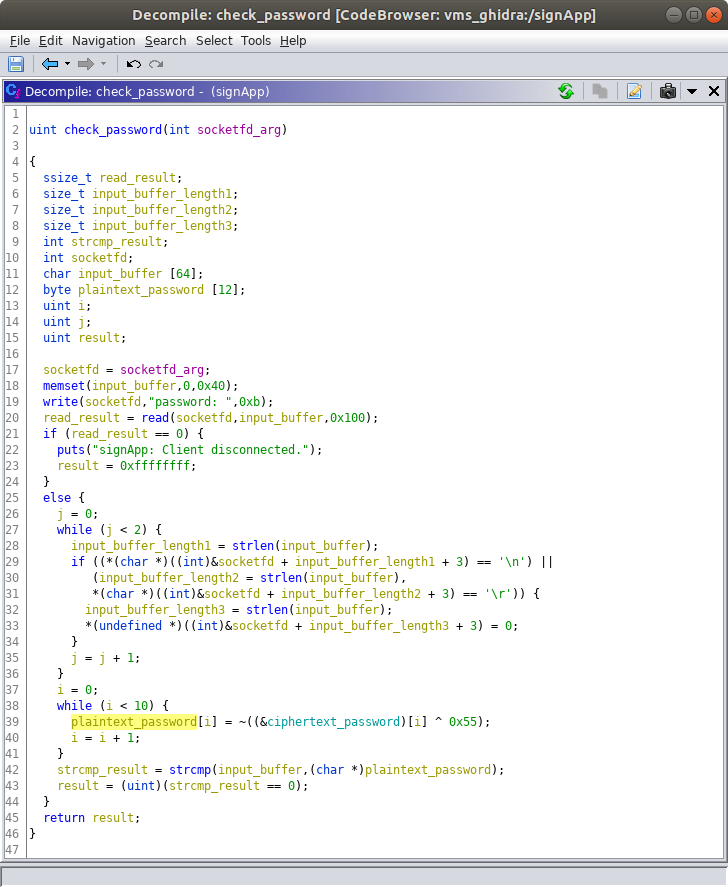 Decompile: check_password [CodeBrowser: vms_ghidra:/signApp]
File Edit Navigation Search Select Tools Help
Decompile: check_password - (signApp)
1
2 uint check_password(int socketfd_arg)
3
4 {
5 ssize_t read_result;
6 size_t input_buffer_length1;
7 size_t input_buffer_length2;
8 size_t input_buffer_length3;
9 int strcmp_result;
10 int socketfd;
11 char input_buffer [64];
12 byte plaintext_password [12];
13 uint i;
14 uint j;
15 uint result;
16
17 socketfd = socketfd_arg;
18 memset(input_buffer,0,0x40);
19 write(socketfd,"password: ",0xb);
20 read_result = read(socketfd,input_buffer,0x100);
21 if (read_result == 0) {
22 puts("signApp: Client disconnected.");
23 result = 0xffffffff;
24 }
25 else {
26 j = 0;
27 while (j < 2) {
28 input_buffer_length1 = strlen(input_buffer);
29 if ((*(char *)((int)&socketfd + input_buffer_length1 + 3) == '\n') ||
30 (input_buffer_length2 = strlen(input_buffer),
31 *(char *)((int)&socketfd + input_buffer_length2 + 3) == '\r')) {
32 input_buffer_length3 = strlen(input_buffer);
33 *(undefined *)((int)&socketfd + input_buffer_length3 + 3) = 0;
34 }
35 j = j + 1;
36 }
37 i = 0;
38 while (i < 10) {
39 plaintext_password[i] = ~((&ciphertext_password)[i] ^ 0x55);
40 i = i + 1;
41 }
42 strcmp_result = strcmp(input_buffer,(char *)plaintext_password);
43 result = (uint)(strcmp_result == 0);
44 }
45 return result;
46 }
47